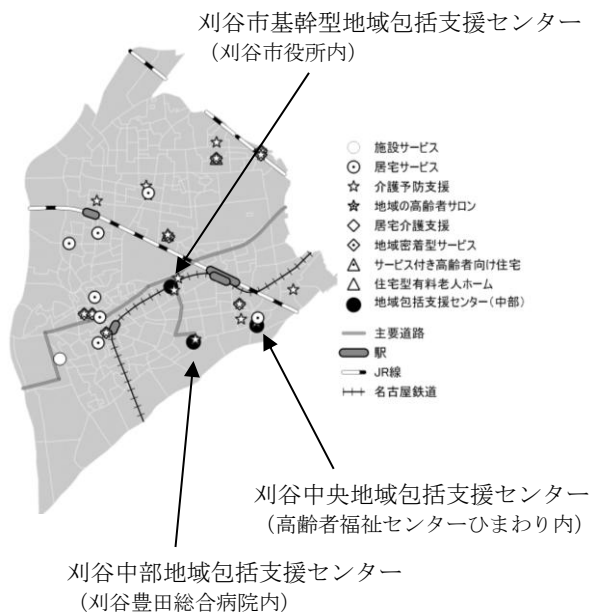 刈谷市基幹型地域包括支援センター
（刈谷市役所内）
施設サービス
居宅サービス
介護予防支援
地域の高齢者サロン
居宅介護支援
地域密着型サービス
サービス付き高齢者向け住宅
住宅型有料老人ホーム
地域包括支援センター（中部）
主要道路
駅
JR線
名古屋鉄道
刈谷中央地域包括支援センター
（高齢者福祉センターひまわり内）
刈谷中部地域包括支援センター
（刈谷豊田総合病院内）